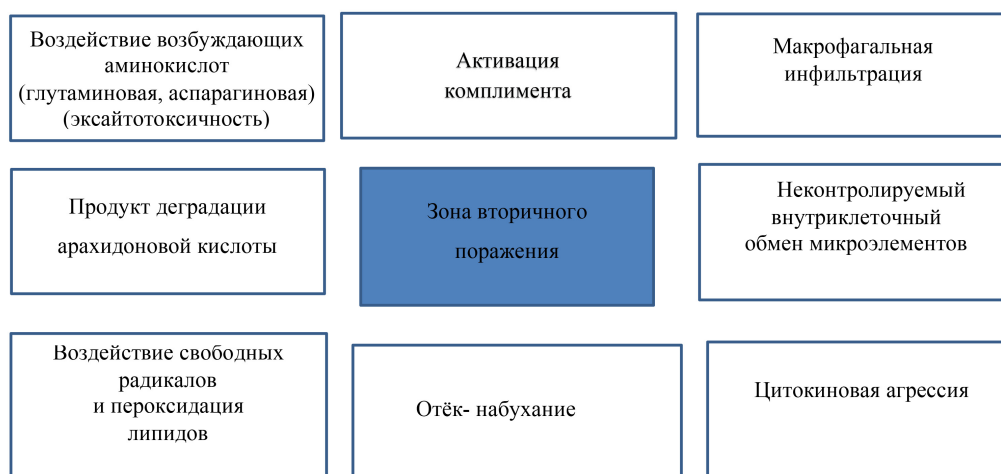 Воздействие возбуждающих
аминокислот
(глутаминовая, аспарагиновая)
(эксайтотоксичность)
Активация
комплимента
Макрофагальная
инфильтрация
Продукт деградации
арахидоновой кислоты
Зона вторичного
поражения
Неконтролируемый
внутриклеточный
обмен микроэлементов
Воздействие свободных
радикалов
и пероксидация
липидов
Отёк- набухание
Цитокиновая агрессия